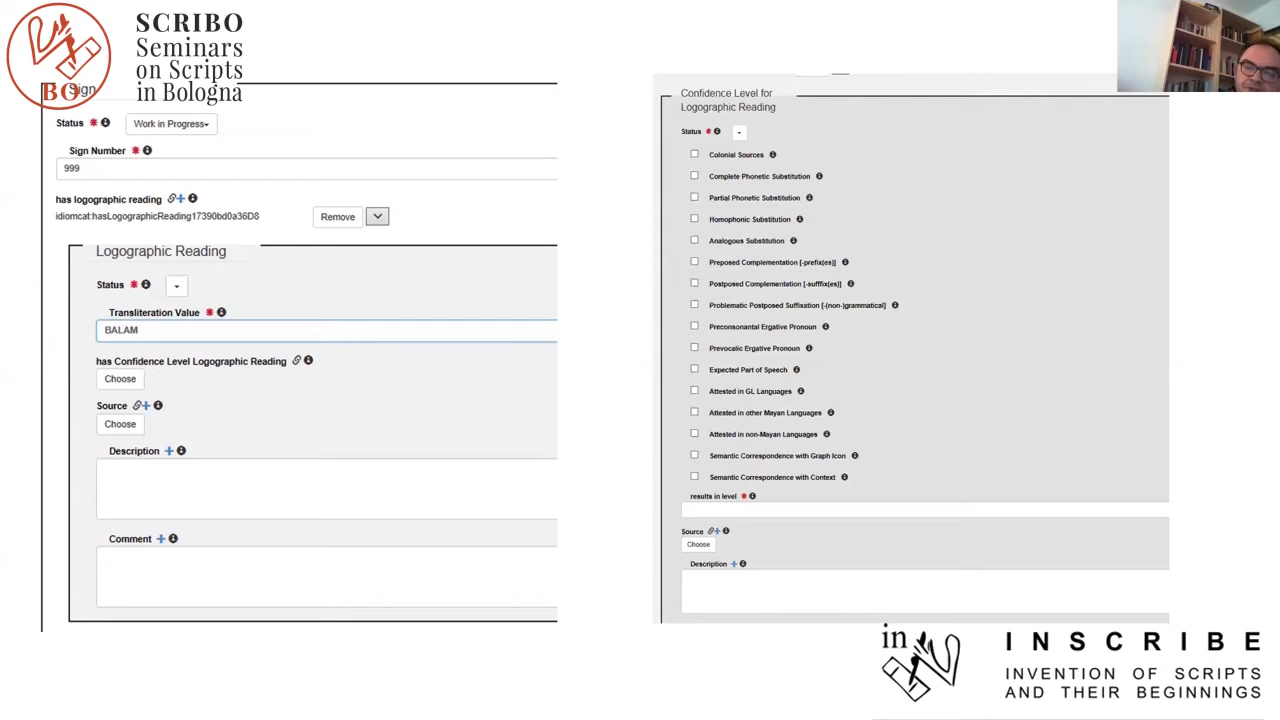 SCRIBO
Seminars
on Scripts
in Bologna
BO
Sign
Status * Work in Progress
Sign Number *
999
has logographic reading
idiomcat:hasLogographicReading17390bd0a36D8 Remove
Logographic Reading
Status *
Transliteration Value *
BALAM
has Confidence Level Logographic Reading
Choose
Source
Choose
Description
Comment
Confidence Level for
Logographic Reading
Status *
Colonial Sources
Complete Phonetic Substitution
Partial Phonetic Substitution
Homophonic Substitution
Analogous Substitution
Preposed Complementation [-prefix(es)]
Postposed Complementation [-sufffix(es)]
Problematic Postposed Suffixation [-(non-)grammatical]
Preconsonantal Ergative Pronoun
Prevocalic Ergative Pronoun
Expected Part of Speech
Attested in GL Languages
Attested in other Mayan Languages
Attested in non-Mayan Languages
Semantic Correspondence with Graph Icon
Semantic Correspondence with Context
results in level *
Source
Choose
Description
in
INSCRIBE
INVENTION OF SCRIPTS
AND THEIR BEGINNINGS